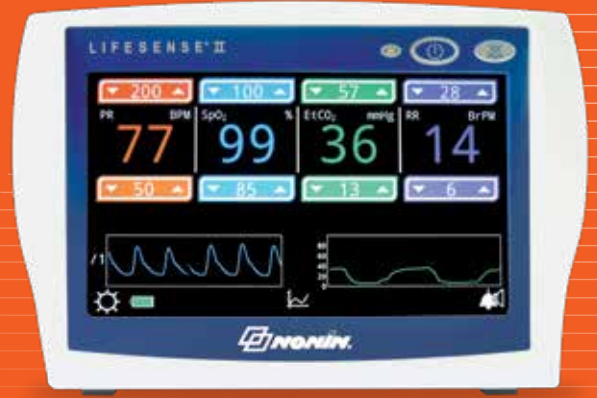 LIFESENSE® II
200 100 57 28
PR BPM SpO₂ % EtCO₂ mmHg RR BrPM
77 99 36 14
50 85 13 6
/1
NONIN.